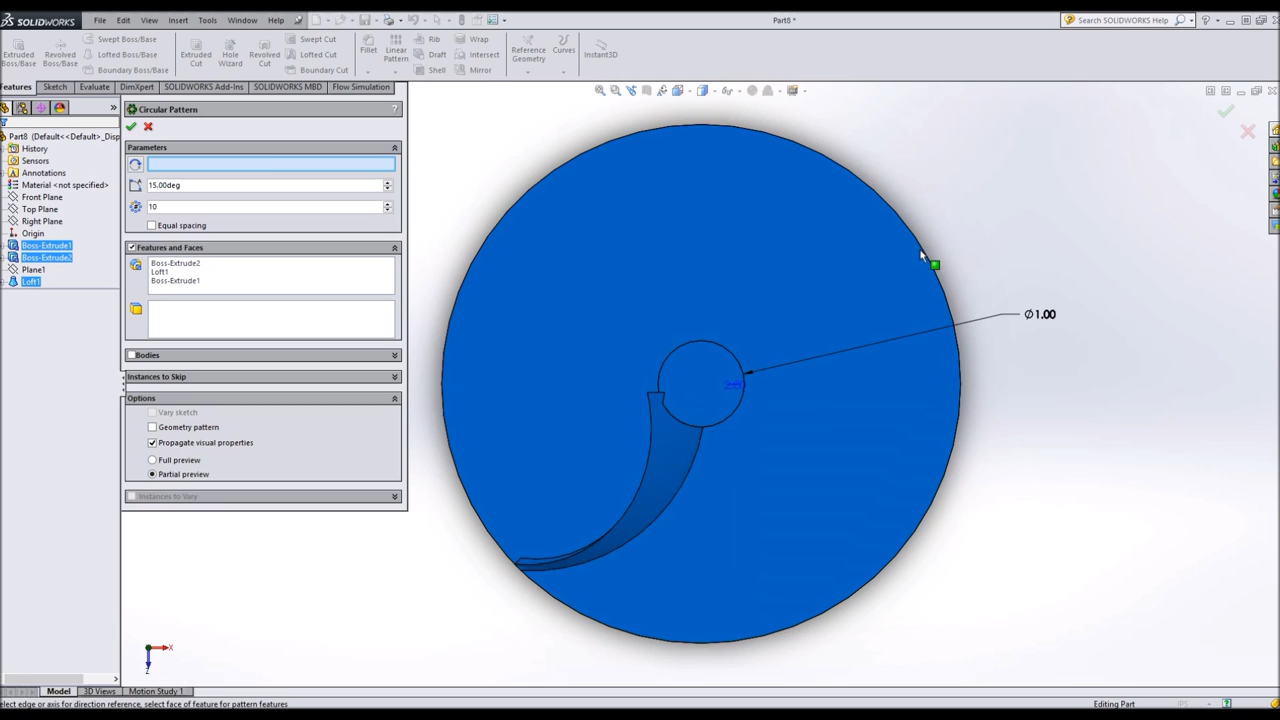 SOLIDWORKS File Edit View Insert Tools Window Help Part8 * Search SOLIDWORKS Help
Extruded Boss/Base Revolved Boss/Base Swept Boss/Base Lofted Boss/Base Boundary Boss/Base Extruded Cut Hole Wizard Revolved Cut Swept Cut Lofted Cut Boundary Cut Fillet Linear Pattern Rib Draft Shell Wrap Intersect Mirror Reference Geometry Curves Instant3D
Features Sketch Evaluate DimXpert SOLIDWORKS Add-Ins SOLIDWORKS MBD Flow Simulation
Part8 (Default<<Default>_Disp
History
Sensors
Annotations
Material <not specified>
Front Plane
Top Plane
Right Plane
Origin
Boss-Extrude1
Boss-Extrude2
Plane1
Loft1
Circular Pattern ?
Parameters
15.00deg
10
Equal spacing
Features and Faces
Boss-Extrude2
Loft1
Boss-Extrude1
Bodies
Instances to Skip
Options
Vary sketch
Geometry pattern
Propagate visual properties
Full preview
Partial preview
Instances to Vary
Ø1.00
X
Z
Model 3D Views Motion Study 1
elect edge or axis for direction reference, select face of feature for pattern features Editing Part IPS